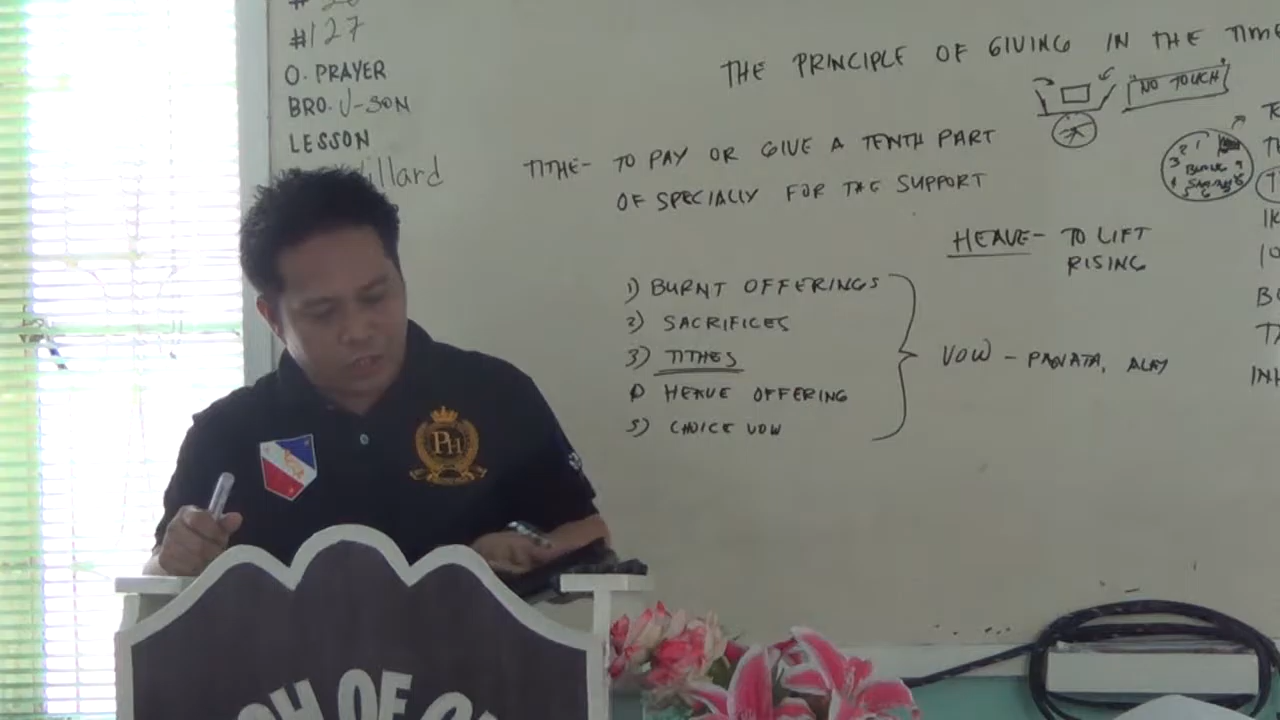 #127
O. PRAYER
BRO. J-SON
LESSON
THE PRINCIPLE OF GIVING IN THE TIME
NO TOUCH
TITHE- TO PAY OR GIVE A TENTH PART
OF SPECIALLY FOR THE SUPPORT
HEAVE- TO LIFT
RISING
1) BURNT OFFERINGS
2) SACRIFICES
3) TITHES
HEAVE OFFERING
5) CHOICE VOW
VOW - PANATA, ALAY
PH
OF